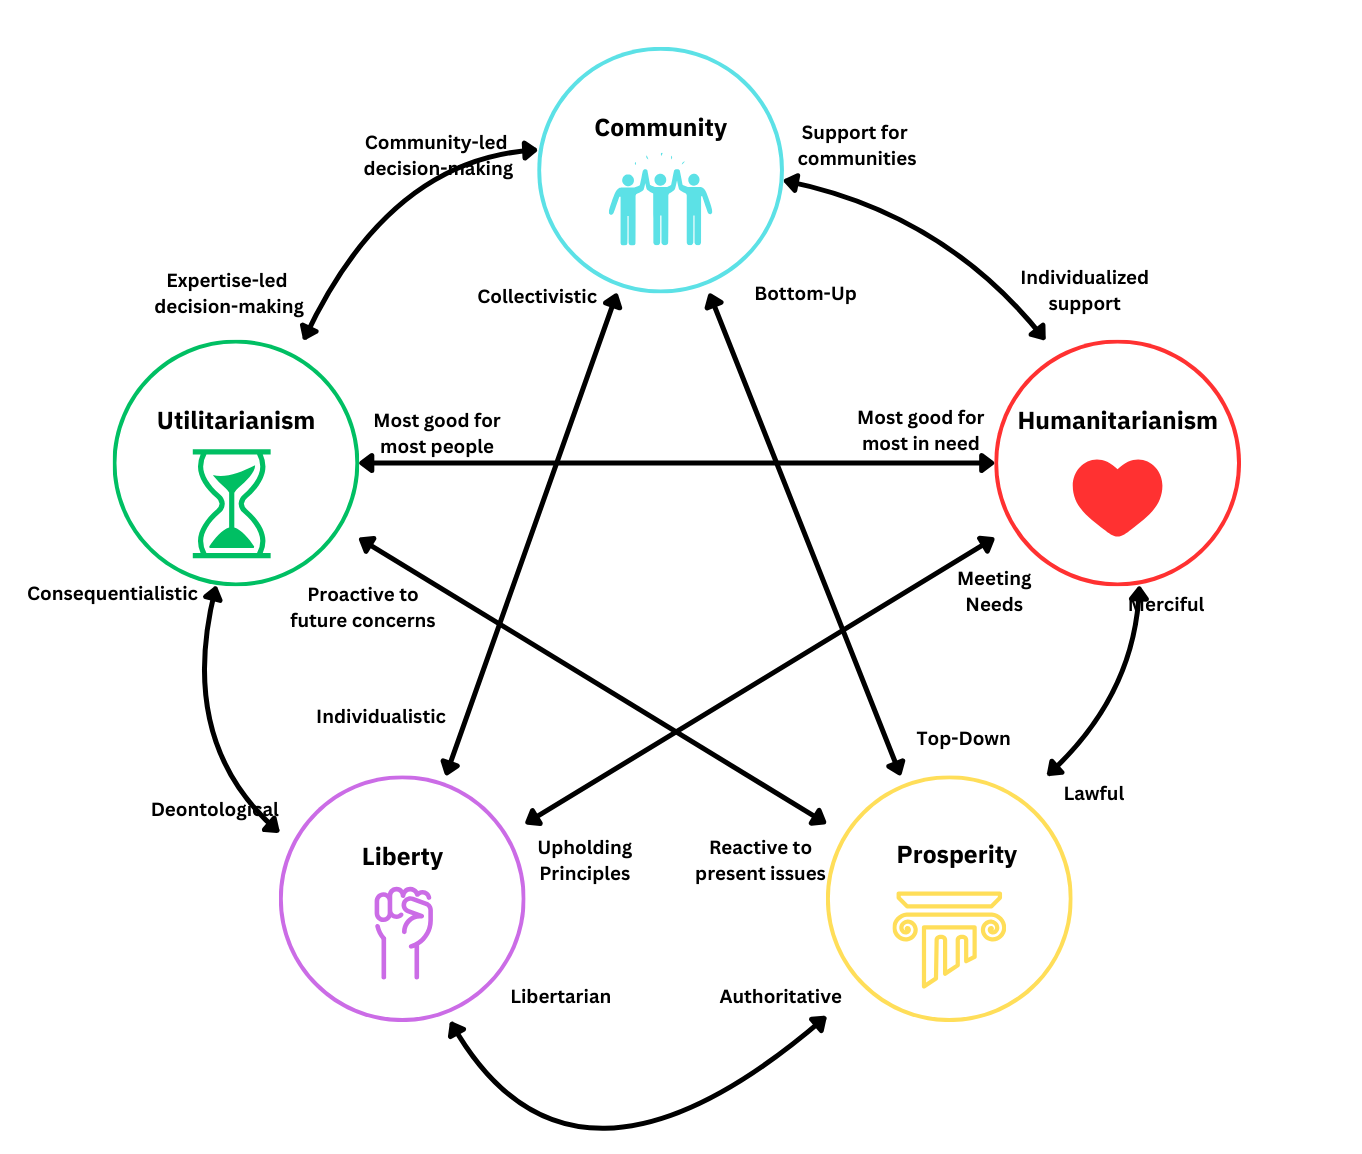 Community
Community-led
decision-making
Support for
communities
Expertise-led
decision-making
Individualized
support
Collectivistic
Bottom-Up
Utilitarianism
Most good for
most people
Most good for
most in need
Humanitarianism
Consequentialistic
Proactive to
future concerns
Meeting
Needs
Merciful
Individualistic
Top-Down
Lawful
Deontological
Liberty
Upholding
Principles
Reactive to
present issues
Prosperity
Libertarian
Authoritative